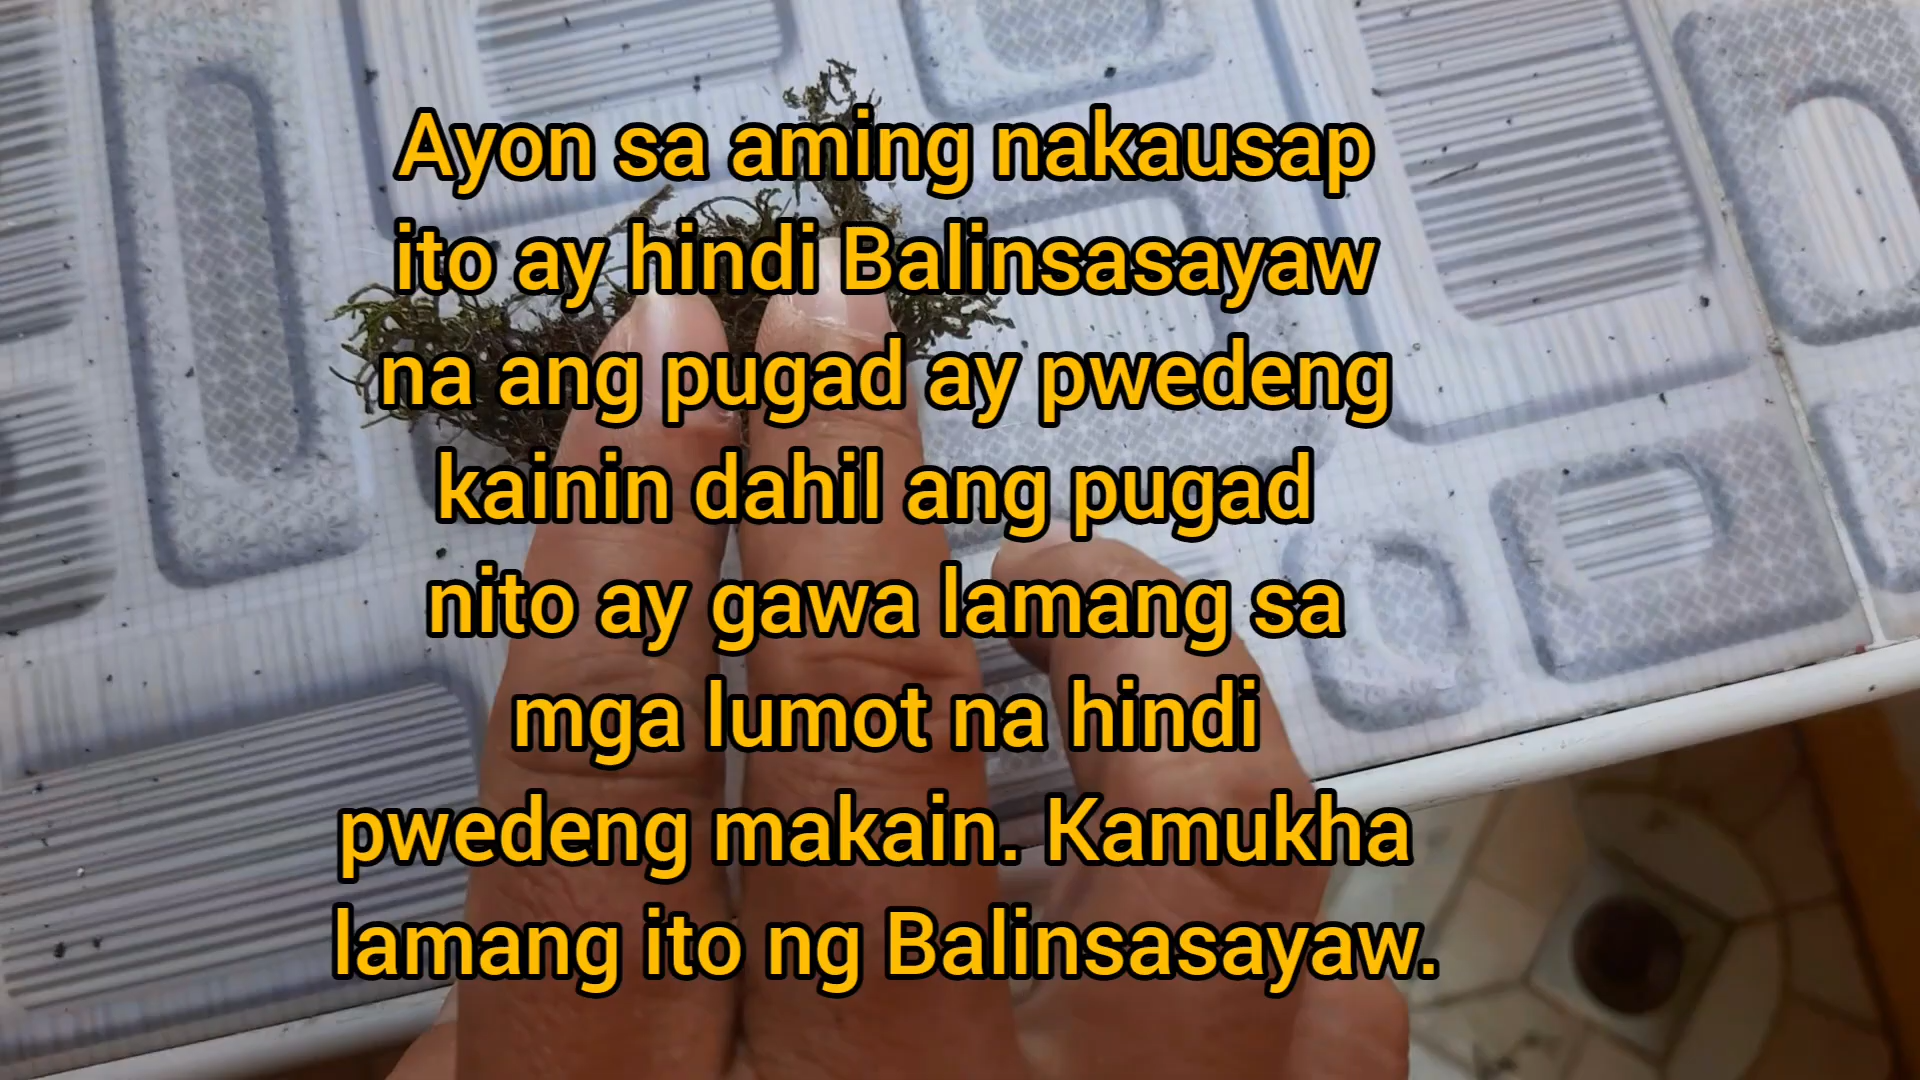 Ayon sa aming nakausap
ito ay hindi Balinsasayaw
na ang pugad ay pwedeng
kainin dahil ang pugad
nito ay gawa lamang sa
mga lumot na hindi
pwedeng makain. Kamukha
lamang ito ng Balinsasayaw.